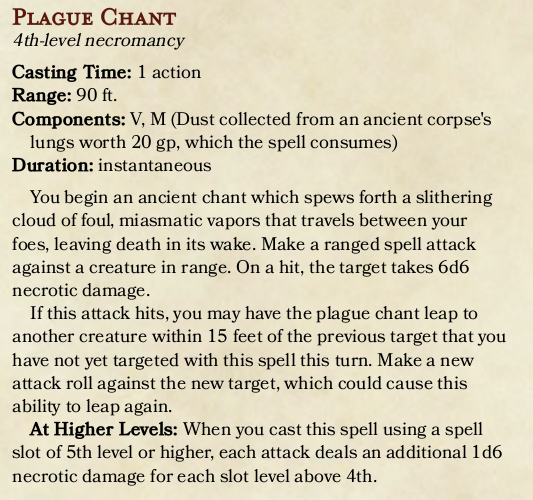 Plague Chant
4th-level necromancy
Casting Time: 1 action
Range: 90 ft.
Components: V, M (Dust collected from an ancient corpse's
lungs worth 20 gp, which the spell consumes)
Duration: instantaneous
You begin an ancient chant which spews forth a slithering
cloud of foul, miasmatic vapors that travels between your
foes, leaving death in its wake. Make a ranged spell attack
against a creature in range. On a hit, the target takes 6d6
necrotic damage.
If this attack hits, you may have the plague chant leap to
another creature within 15 feet of the previous target that you
have not yet targeted with this spell this turn. Make a new
attack roll against the new target, which could cause this
ability to leap again.
At Higher Levels: When you cast this spell using a spell
slot of 5th level or higher, each attack deals an additional 1d6
necrotic damage for each slot level above 4th.